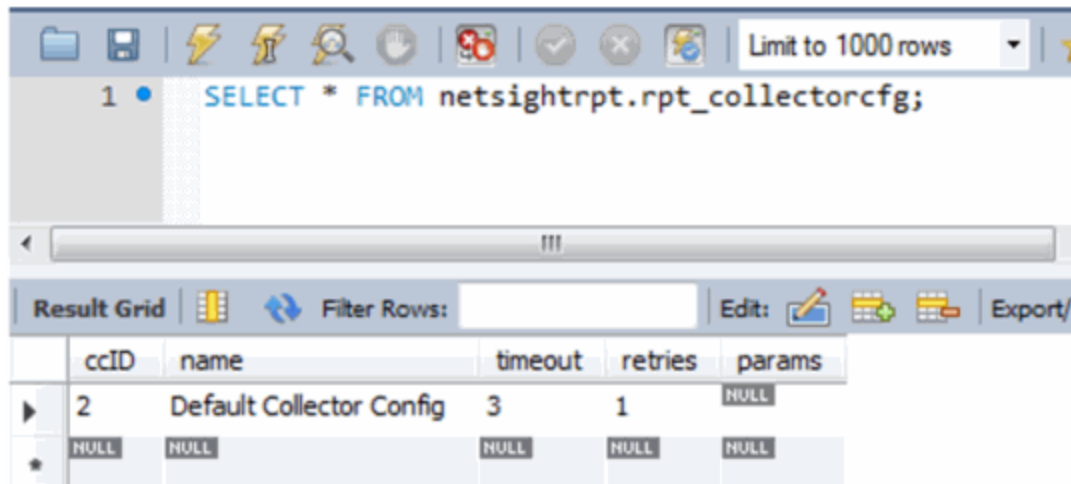 Limit to 1000 rows
1 SELECT * FROM netsightrpt.rpt_collectorcfg;
Result Grid Filter Rows: Edit: Export/
ccID name timeout retries params
2 Default Collector Config 3 1 NULL
NULL NULL NULL NULL NULL